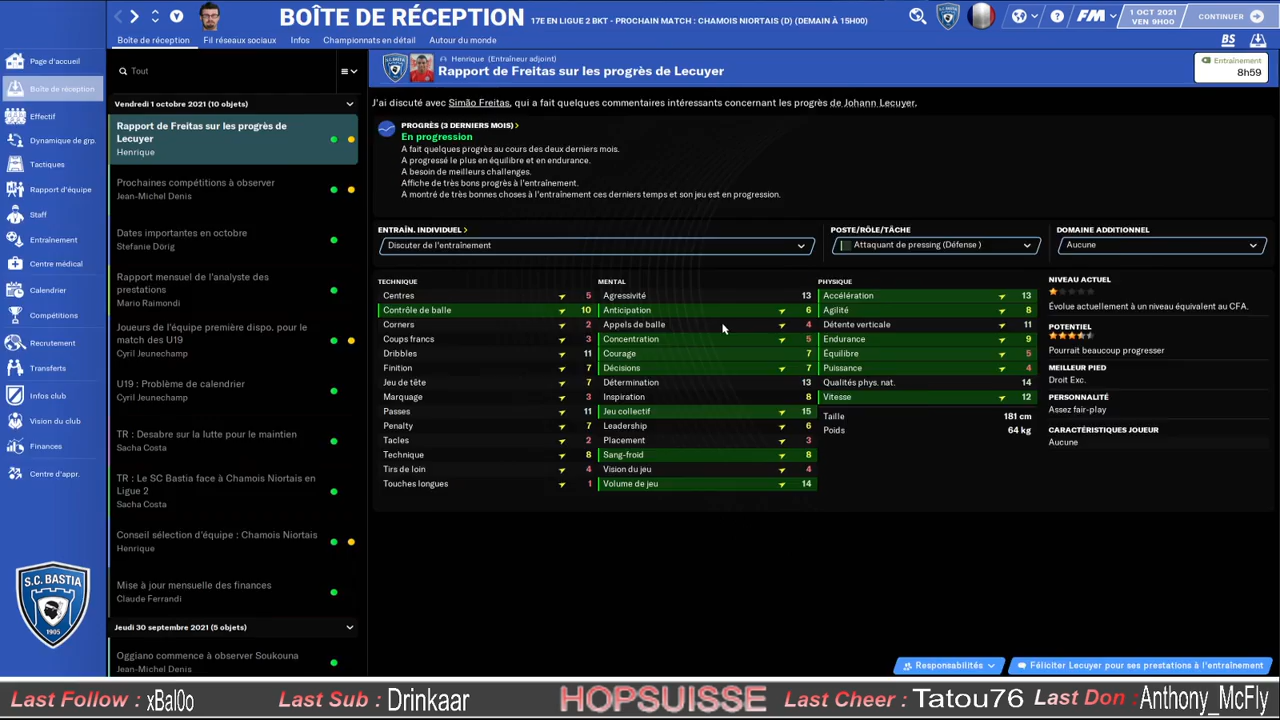 BOÎTE DE RÉCEPTION
17E EN LIGUE 2 BKT - PROCHAIN MATCH : CHAMOIS NIORTAIS (D) (DEMAIN À 15H00)
FM
1 OCT 2021
VEN 9H00
CONTINUER
Boîte de réception
Fil réseaux sociaux
Infos
Championnats en détail
Autour du monde
BS
Page d'accueil
Boîte de réception
Effectif
Dynamique de grp.
Tactiques
Rapport d'équipe
Staff
Entraînement
Centre médical
Calendrier
Compétitions
Recrutement
Transferts
Infos club
Vision du club
Finances
Centre d'appr.
S.C. BASTIA
1905
Tout
Vendredi 1 octobre 2021 (10 objets)
Rapport de Freitas sur les progrès de
Lecuyer
Henrique
Prochaines compétitions à observer
Jean-Michel Denis
Dates importantes en octobre
Stefanie Dörig
Rapport mensuel de l'analyste des
prestations
Mario Raimondi
Joueurs de l'équipe première dispo. pour le
match des U19
Cyril Jeunechamp
U19 : Problème de calendrier
Cyril Jeunechamp
TR : Desabre sur la lutte pour le maintien
Sacha Costa
TR : Le SC Bastia face à Chamois Niortais en
Ligue 2
Sacha Costa
Conseil sélection d'équipe : Chamois Niortais
Henrique
Mise à jour mensuelle des finances
Claude Ferrandi
Jeudi 30 septembre 2021 (5 objets)
Oggiano commence à observer Soukouna
Jean-Michel Denis
Henrique (Entraîneur adjoint)
Rapport de Freitas sur les progrès de Lecuyer
Entraînement
8h59
J'ai discuté avec Simão Freitas, qui a fait quelques commentaires intéressants concernant les progrès de Johann Lecuyer.
PROGRÈS (3 DERNIERS MOIS)
En progression
A fait quelques progrès au cours des deux derniers mois.
A progressé le plus en équilibre et en endurance.
A besoin de meilleurs challenges.
Affiche de très bons progrès à l'entraînement.
A montré de très bonnes choses à l'entraînement ces derniers temps et son jeu est en progression.
ENTRAÎN. INDIVIDUEL
Discuter de l'entraînement
POSTE/RÔLE/TÂCHE
Attaquant de pressing (Défense )
DOMAINE ADDITIONNEL
Aucune
TECHNIQUE
Centres 5
Contrôle de balle 10
Corners 2
Coups francs 3
Dribbles 11
Finition 7
Jeu de tête 7
Marquage 3
Passes 11
Penalty 7
Tacles 2
Technique 8
Tirs de loin 4
Touches longues 1
MENTAL
Agressivité 13
Anticipation 6
Appels de balle 4
Concentration 5
Courage 7
Décisions 7
Détermination 13
Inspiration 8
Jeu collectif 15
Leadership 6
Placement 3
Sang-froid 8
Vision du jeu 4
Volume de jeu 14
PHYSIQUE
Accélération 13
Agilité 8
Détente verticale 11
Endurance 9
Équilibre 5
Puissance 4
Qualités phys. nat. 14
Vitesse 12
Taille 181 cm
Poids 64 kg
NIVEAU ACTUEL
Évolue actuellement à un niveau équivalent au CFA.
POTENTIEL
Pourrait beaucoup progresser
MEILLEUR PIED
Droit Exc.
PERSONNALITÉ
Assez fair-play
CARACTÉRISTIQUES JOUEUR
Aucune
Responsabilités
Féliciter Lecuyer pour ses prestations à l'entraînement
Last Follow : xBal0o
Last Sub : Drinkaar
HOPSUISSE
Last Cheer : Tatou76
Last Don : Anthony_McFly